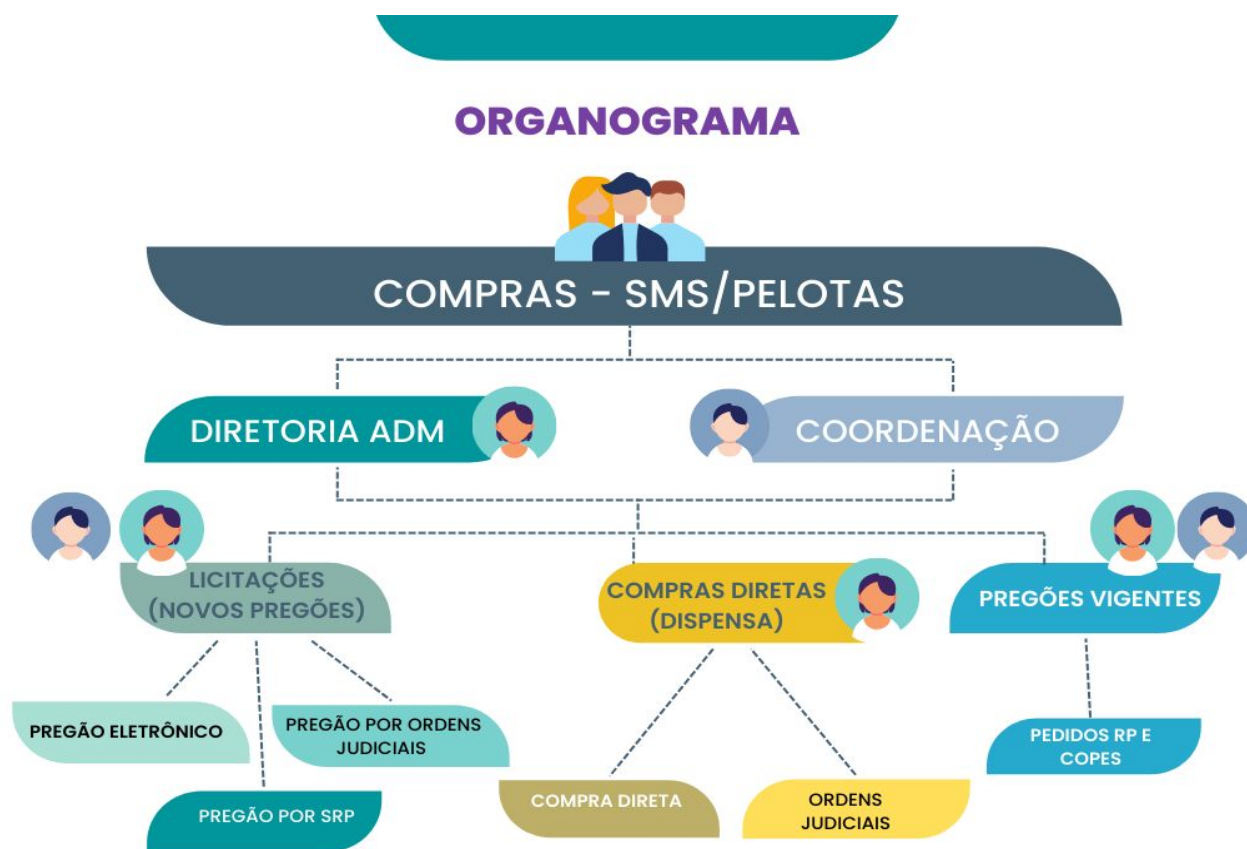 ORGANOGRAMA
COMPRAS - SMS/PELOTAS
DIRETORIA ADM
COORDENAÇÃO
LICITAÇÕES
(NOVOS PREGÕES)
COMPRAS DIRETAS
(DISPENSA)
PREGÕES VIGENTES
PREGÃO ELETRÔNICO
PREGÃO POR ORDENS
JUDICIAIS
PREGÃO POR SRP
COMPRA DIRETA
ORDENS
JUDICIAIS
PEDIDOS RP E
COPES